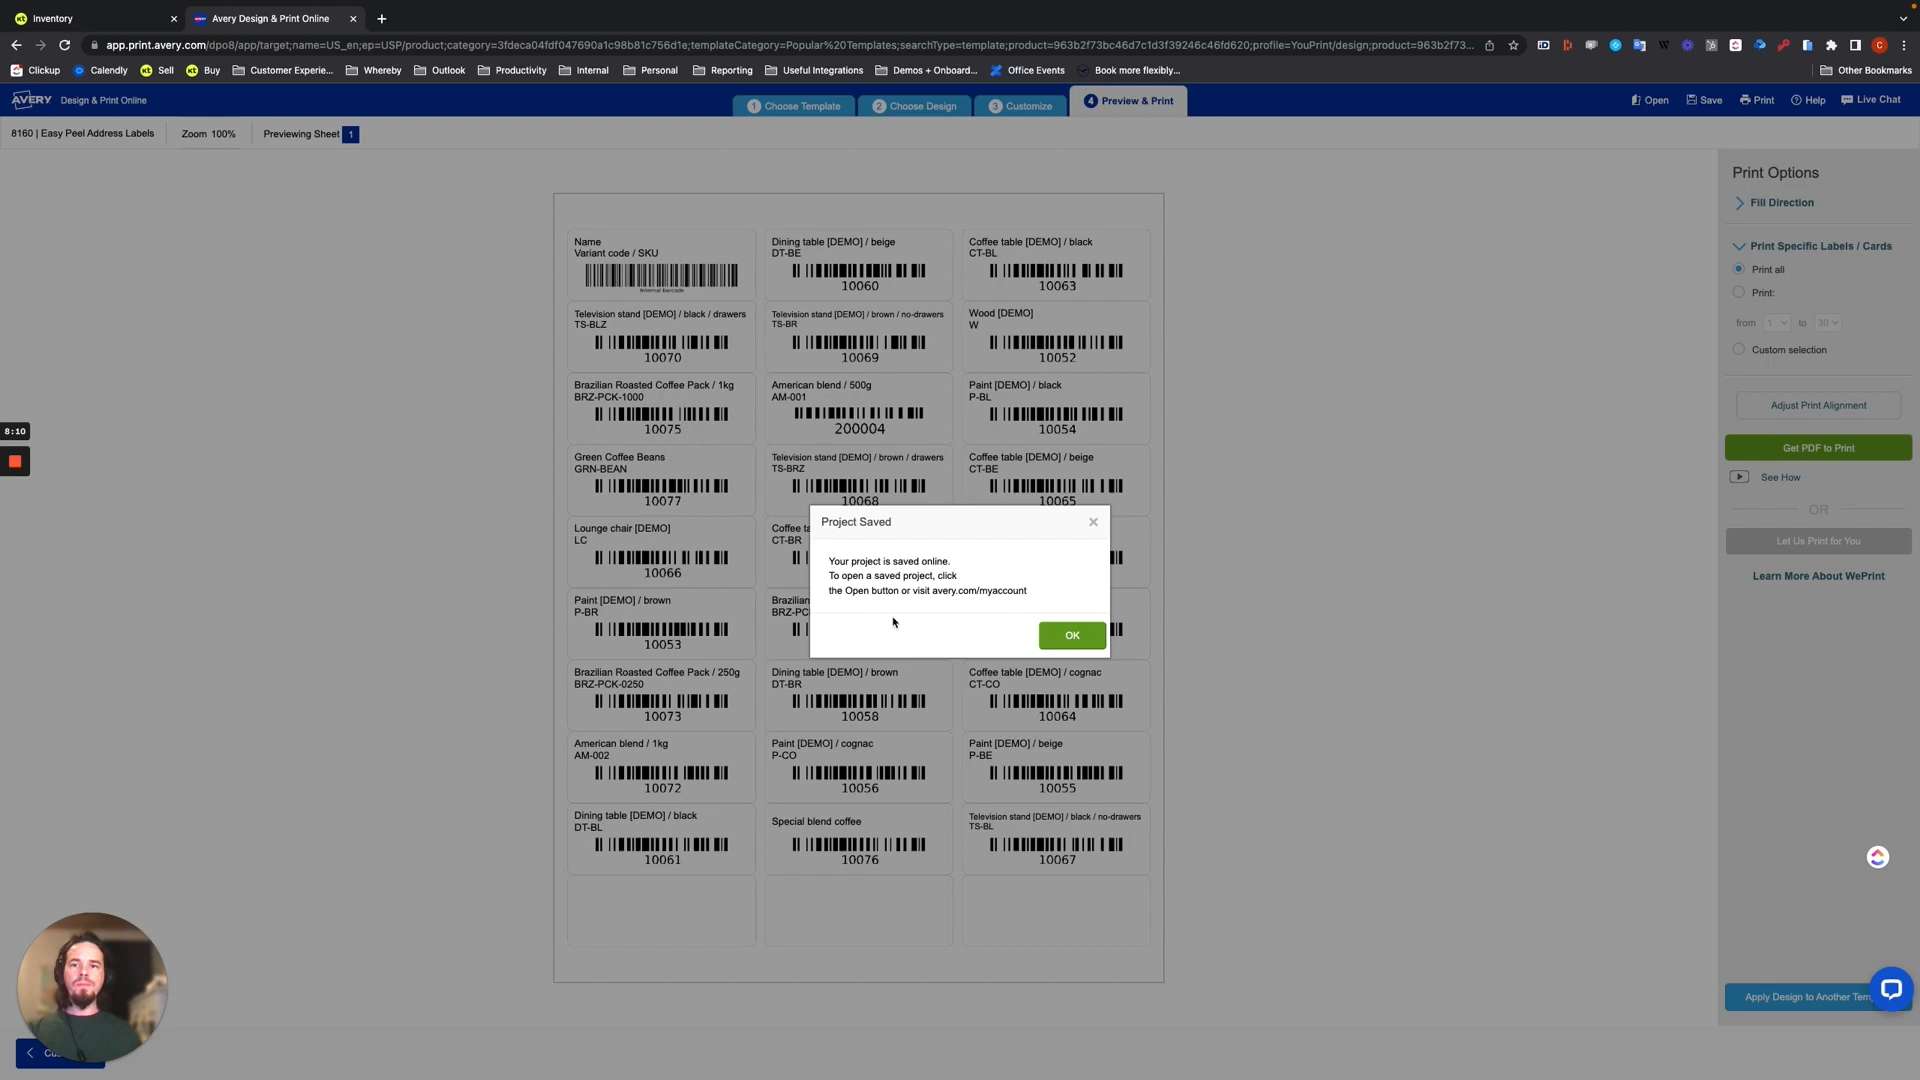 Inventory
Avery Design & Print Online
app.print.avery.com/dpo8/app/target;name=US_en;ep=USP/product;category=3fdeca04fdf047690a1c98b81c756d1e;templateCategory=Popular%20Templates;searchType=template;product=963b2f73bc46d7c1d3f39246c46fd620;profile=YouPrint/design;product=963b2f73...
Clickup
Calendly
Sell
Buy
Customer Experie...
Whereby
Outlook
Productivity
Internal
Personal
Reporting
Useful Integrations
Demos + Onboard...
Office Events
Book more flexibly...
Other Bookmarks
AVERY Design & Print Online
1 Choose Template
2 Choose Design
3 Customize
4 Preview & Print
Open
Save
Print
Help
Live Chat
8160 | Easy Peel Address Labels
Zoom 100%
Previewing Sheet 1
Name
Variant code / SKU
Internal barcode
Dining table [DEMO] / beige
DT-BE
10060
Coffee table [DEMO] / black
CT-BL
10063
Television stand [DEMO] / black / drawers
TS-BLZ
10070
Television stand [DEMO] / brown / no-drawers
TS-BR
10069
Wood [DEMO]
W
10052
Brazilian Roasted Coffee Pack / 1kg
BRZ-PCK-1000
10075
American blend / 500g
AM-001
200004
Paint [DEMO] / black
P-BL
10054
Green Coffee Beans
GRN-BEAN
10077
Television stand [DEMO] / brown / drawers
TS-BRZ
10068
Coffee table [DEMO] / beige
CT-BE
10065
Lounge chair [DEMO]
LC
10066
Coffee ta
CT-BR
Paint [DEMO] / brown
P-BR
10053
Brazilian
BRZ-PC
Brazilian Roasted Coffee Pack / 250g
BRZ-PCK-0250
10073
Dining table [DEMO] / brown
DT-BR
10058
Coffee table [DEMO] / cognac
CT-CO
10064
American blend / 1kg
AM-002
10072
Paint [DEMO] / cognac
P-CO
10056
Paint [DEMO] / beige
P-BE
10055
Dining table [DEMO] / black
DT-BL
10061
Special blend coffee
10076
Television stand [DEMO] / black / no-drawers
TS-BL
10067
Project Saved
Your project is saved online.
To open a saved project, click
the Open button or visit avery.com/myaccount
OK
Print Options
Fill Direction
Print Specific Labels / Cards
Print all
Print:
from 1 to 30
Custom selection
Adjust Print Alignment
Get PDF to Print
See How
OR
Let Us Print for You
Learn More About WePrint
Apply Design to Another Tem
8:10
Cu